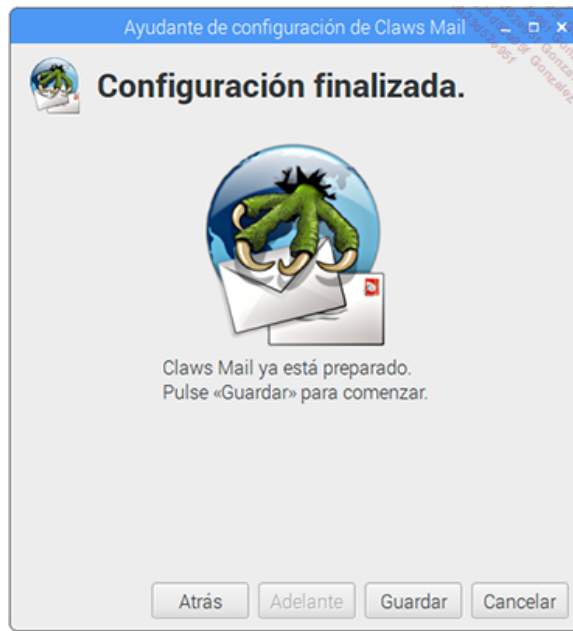 Ayudante de configuración de Claws Mail
Configuración finalizada.
Claws Mail ya está preparado.
Pulse «Guardar» para comenzar.
Atrás Adelante Guardar Cancelar